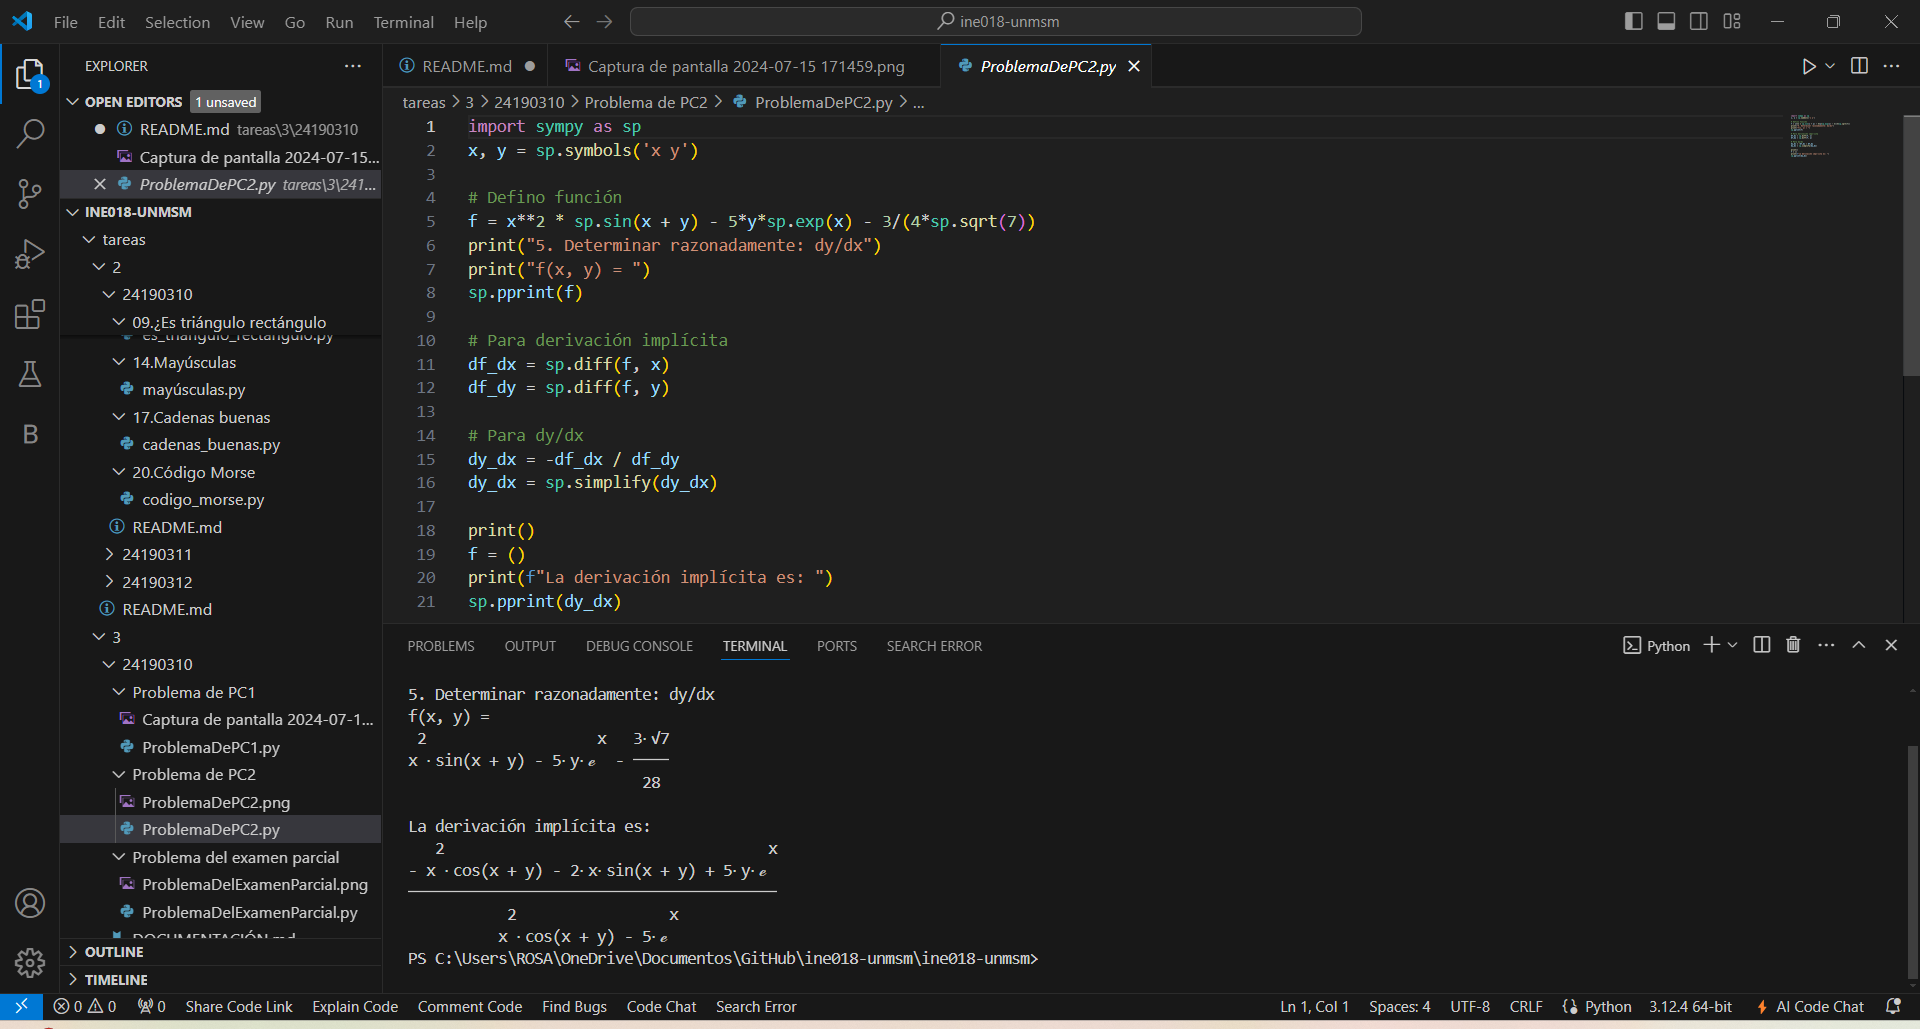 File Edit Selection View Go Run Terminal Help
ine018-unmsm
EXPLORER
OPEN EDITORS 1 unsaved
README.md tareas\3\24190310
Captura de pantalla 2024-07-15...
ProblemaDePC2.py tareas\3\241...
INE018-UNMSM
tareas
2
24190310
09.¿Es triángulo rectángulo
es_triangulo_rectangulo.py
14.Mayúsculas
mayúsculas.py
17.Cadenas buenas
cadenas_buenas.py
20.Código Morse
codigo_morse.py
README.md
24190311
24190312
README.md
3
24190310
Problema de PC1
Captura de pantalla 2024-07-1...
ProblemaDePC1.py
Problema de PC2
ProblemaDePC2.png
ProblemaDePC2.py
Problema del examen parcial
ProblemaDelExamenParcial.png
ProblemaDelExamenParcial.py
DOCUMENTACIÓN.md
OUTLINE
TIMELINE
1
B
README.md Captura de pantalla 2024-07-15 171459.png ProblemaDePC2.py
tareas > 3 > 24190310 > Problema de PC2 > ProblemaDePC2.py > ...
1 import sympy as sp
2 x, y = sp.symbols('x y')
3
4 # Defino función
5 f = x**2 * sp.sin(x + y) - 5*y*sp.exp(x) - 3/(4*sp.sqrt(7))
6 print("5. Determinar razonadamente: dy/dx")
7 print("f(x, y) = ")
8 sp.pprint(f)
9
10 # Para derivación implícita
11 df_dx = sp.diff(f, x)
12 df_dy = sp.diff(f, y)
13
14 # Para dy/dx
15 dy_dx = -df_dx / df_dy
16 dy_dx = sp.simplify(dy_dx)
17
18 print()
19 f = ()
20 print(f"La derivación implícita es: ")
21 sp.pprint(dy_dx)
PROBLEMS OUTPUT DEBUG CONSOLE TERMINAL PORTS SEARCH ERROR
Python
5. Determinar razonadamente: dy/dx
f(x, y) =
2 x 3⋅√7
x ⋅sin(x + y) - 5⋅y⋅ℯ - ────
28
La derivación implícita es:
2 x
- x ⋅cos(x + y) - 2⋅x⋅sin(x + y) + 5⋅y⋅ℯ
2 x
x ⋅cos(x + y) - 5⋅ℯ
PS C:\Users\ROSA\OneDrive\Documentos\GitHub\ine018-unmsm\ine018-unmsm>
0 0 0 Share Code Link Explain Code Comment Code Find Bugs Code Chat Search Error Ln 1, Col 1 Spaces: 4 UTF-8 CRLF {} Python 3.12.4 64-bit AI Code Chat